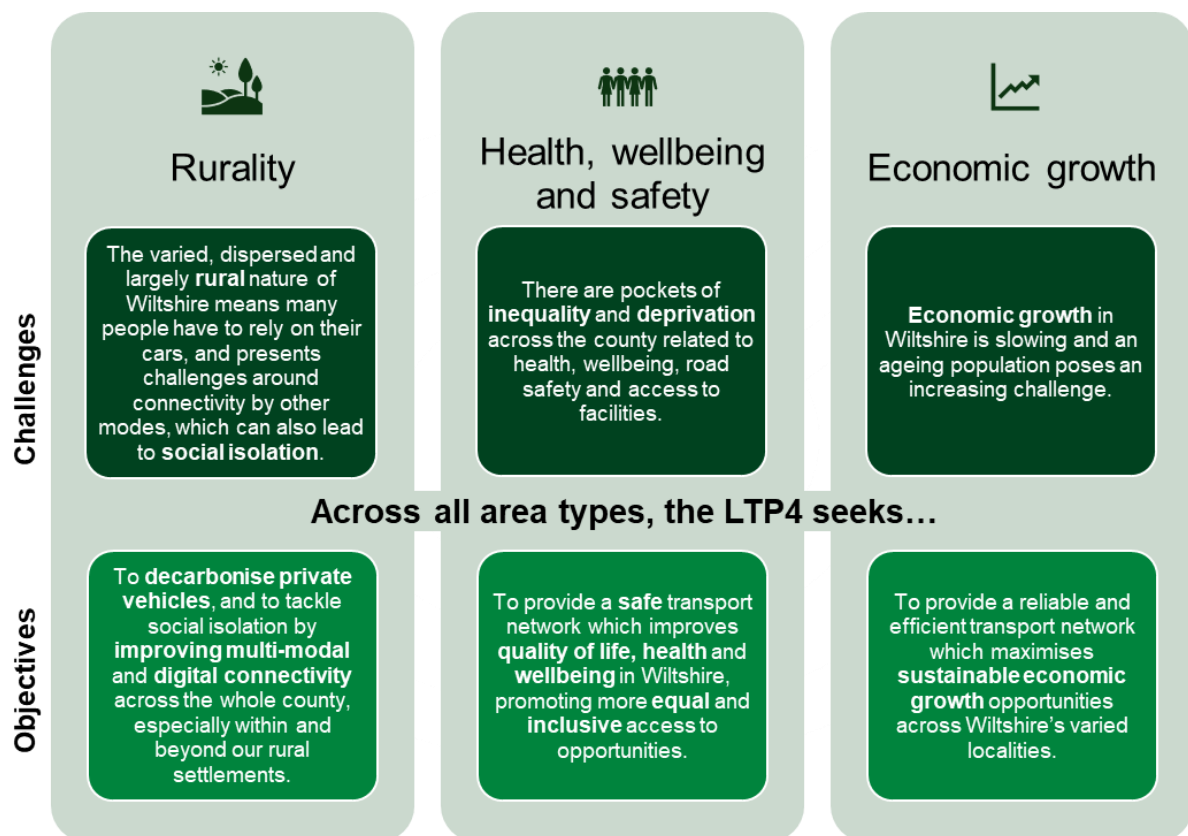 Rurality
Health, wellbeing
and safety
Economic growth
Challenges
The varied, dispersed and
largely rural nature of
Wiltshire means many
people have to rely on their
cars, and presents
challenges around
connectivity by other
modes, which can also lead
to social isolation.
There are pockets of
inequality and deprivation
across the county related to
health, wellbeing, road
safety and access to
facilities.
Economic growth in
Wiltshire is slowing and an
ageing population poses an
increasing challenge.
Across all area types, the LTP4 seeks…
Objectives
To decarbonise private
vehicles, and to tackle
social isolation by
improving multi-modal
and digital connectivity
across the whole county,
especially within and
beyond our rural
settlements.
To provide a safe transport
network which improves
quality of life, health and
wellbeing in Wiltshire,
promoting more equal and
inclusive access to
opportunities.
To provide a reliable and
efficient transport network
which maximises
sustainable economic
growth opportunities
across Wiltshire’s varied
localities.